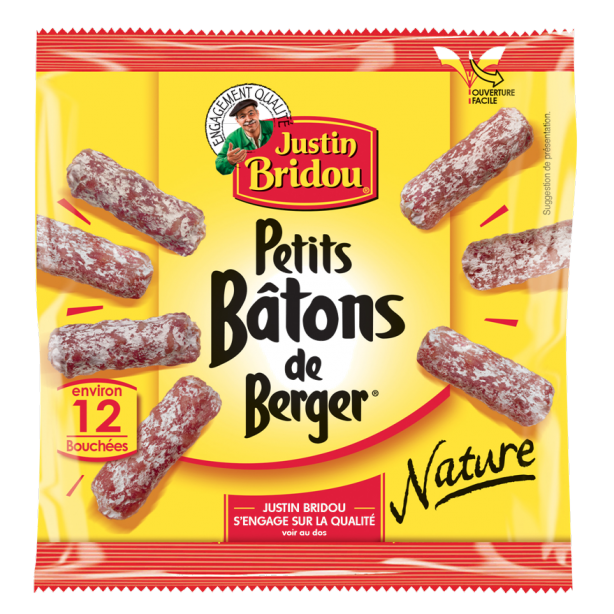 ENGAGEMENT QUALITÉ
Justin
Bridou®
OUVERTURE
FACILE
Suggestion de présentation.
Petits
Bâtons
de
Berger®
environ
12
Bouchées
Nature
JUSTIN BRIDOU
S'ENGAGE SUR LA QUALITÉ
voir au dos